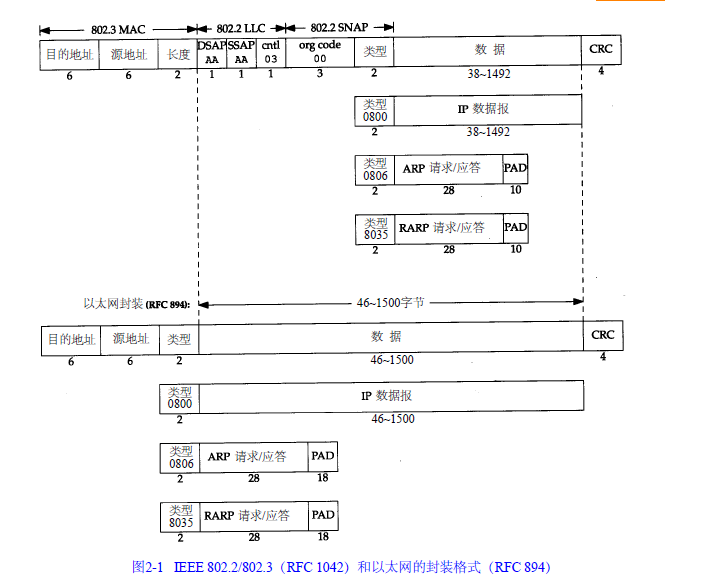 802.3 MAC 802.2 LLC 802.2 SNAP
目的地址 源地址 长度 DSAP AA SSAP AA cntl 03 org code 00 类型 数 据 CRC
6 6 2 1 1 1 3 2 38~1492 4
类型 0800 IP 数据报
2 38~1492
类型 0806 ARP 请求/应答 PAD
2 28 10
类型 8035 RARP 请求/应答 PAD
2 28 10
以太网封装 (RFC 894): 46~1500字节
目的地址 源地址 类型 数 据 CRC
6 6 2 46~1500 4
类型 0800 IP 数据报
2 46~1500
类型 0806 ARP 请求/应答 PAD
2 28 18
类型 8035 RARP 请求/应答 PAD
2 28 18
图2-1 IEEE 802.2/802.3（RFC 1042）和以太网的封装格式（RFC 894）